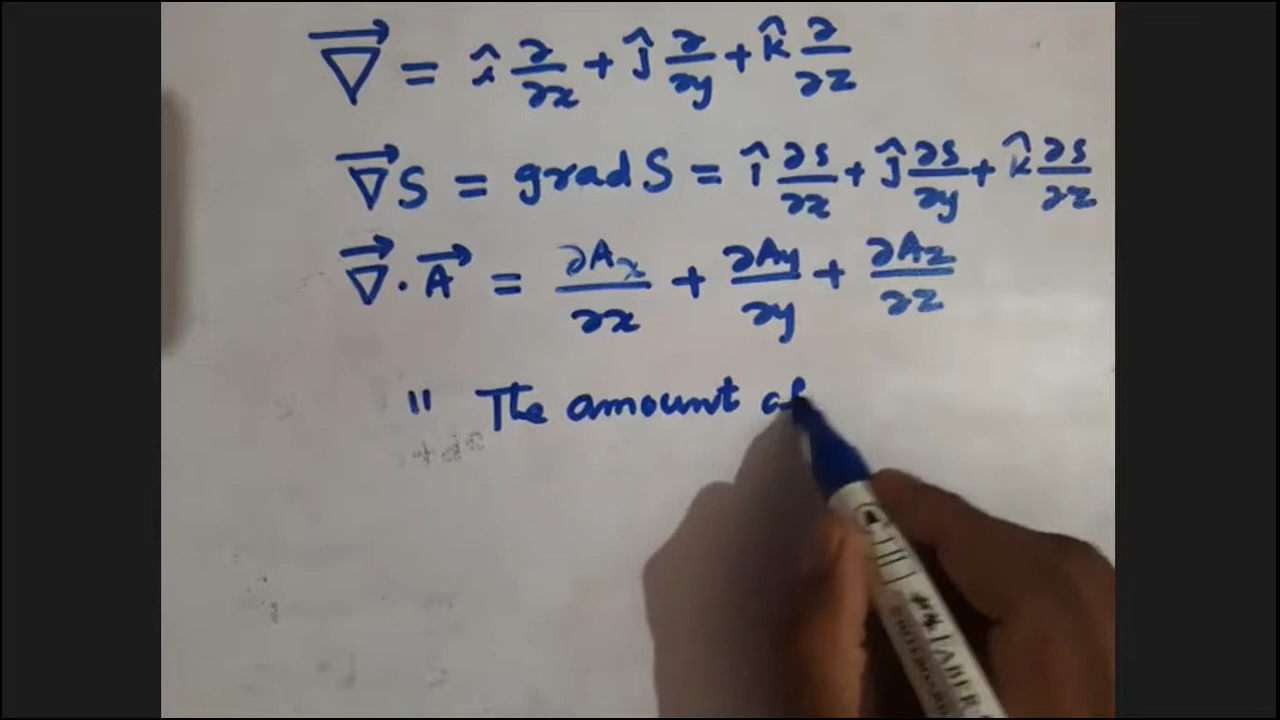 ∇⃗ = î ∂/∂x + ĵ ∂/∂y + k̂ ∂/∂z
∇⃗S = grad S = î ∂S/∂x + ĵ ∂S/∂y + k̂ ∂S/∂z
∇⃗ · A⃗ = ∂Ax/∂x + ∂Ay/∂y + ∂Az/∂z
" The amount of